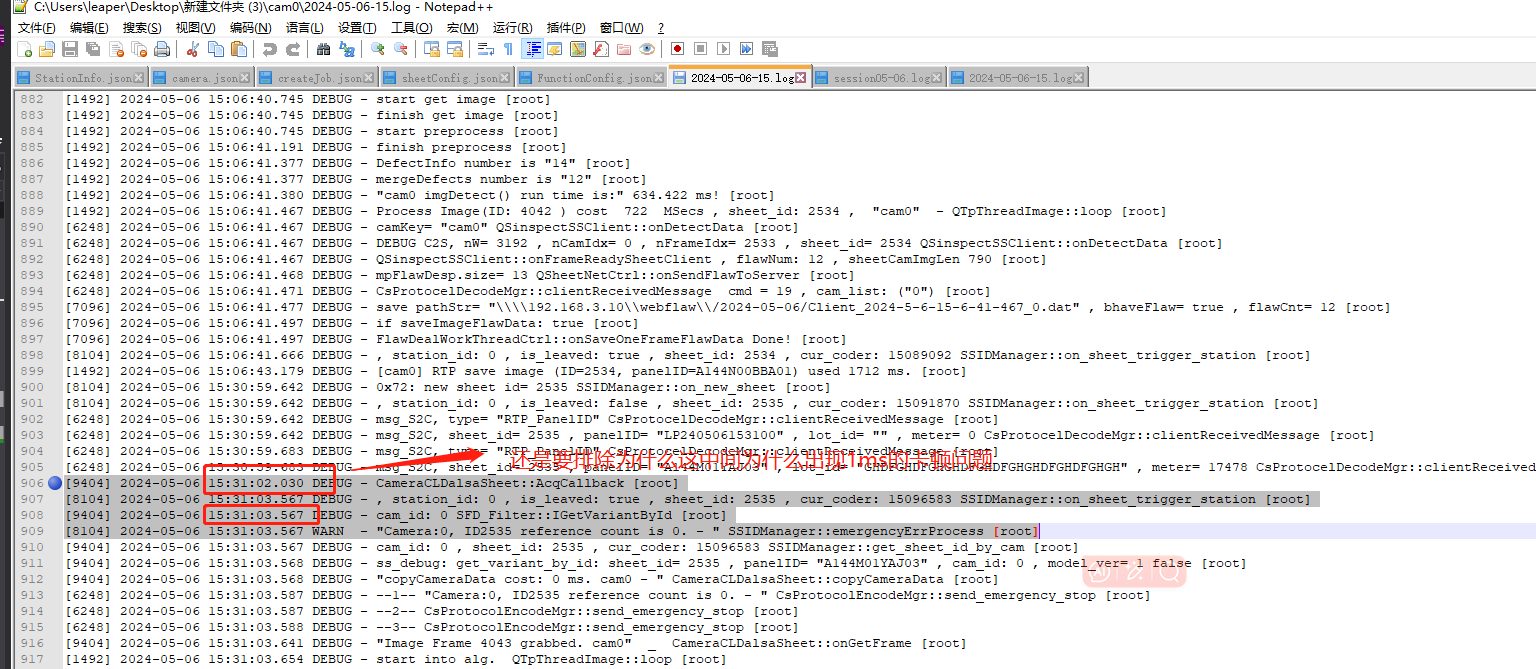 C:\Users\leaper\Desktop\新建文件夹 (3)\cam0\2024-05-06-15.log - Notepad++
文件(F) 编辑(E) 搜索(S) 视图(V) 编码(N) 语言(L) 设置(T) 工具(O) 宏(M) 运行(R) 插件(P) 窗口(W) ?
StationInfo.json camera.json createJob.json sheetConfig.json FunctionConfig.json 2024-05-06-15.log session05-06.log 2024-05-06-15.log
882 [1492] 2024-05-06 15:06:40.745 DEBUG - start get image [root]
883 [1492] 2024-05-06 15:06:40.745 DEBUG - finish get image [root]
884 [1492] 2024-05-06 15:06:40.745 DEBUG - start preprocess [root]
885 [1492] 2024-05-06 15:06:41.191 DEBUG - finish preprocess [root]
886 [1492] 2024-05-06 15:06:41.377 DEBUG - DefectInfo number is "14" [root]
887 [1492] 2024-05-06 15:06:41.377 DEBUG - mergeDefects number is "12" [root]
888 [1492] 2024-05-06 15:06:41.380 DEBUG - "cam0 imgDetect() run time is:" 634.422 ms! [root]
889 [1492] 2024-05-06 15:06:41.467 DEBUG - Process Image(ID: 4042 ) cost  722  MSecs , sheet_id: 2534 ,  "cam0"  - QTpThreadImage::loop [root]
890 [6248] 2024-05-06 15:06:41.467 DEBUG - camKey= "cam0" QSinspectSSClient::onDetectData [root]
891 [6248] 2024-05-06 15:06:41.467 DEBUG - DEBUG C2S, nW= 3192 , nCamIdx= 0 , nFrameIdx= 2533 , sheet_id= 2534 QSinspectSSClient::onDetectData [root]
892 [6248] 2024-05-06 15:06:41.467 DEBUG - QSinspectSSClient::onFrameReadySheetClient , flawNum: 12 , sheetCamImgLen 790 [root]
893 [6248] 2024-05-06 15:06:41.468 DEBUG - mpFlawDesp.size= 13 QSheetNetCtrl::onSendFlawToServer [root]
894 [6248] 2024-05-06 15:06:41.471 DEBUG - CsProtocelDecodeMgr::clientReceivedMessage  cmd = 19 , cam_list: ("0") [root]
895 [7096] 2024-05-06 15:06:41.467 DEBUG - save pathStr= "\\\\192.168.3.10\\webflaw\\/2024-05-06/Client_2024-5-6-15-6-41-467_0.dat" , bhaveFlaw= true , flawCnt= 12 [root]
896 [7096] 2024-05-06 15:06:41.497 DEBUG - if saveImageFlawData: true [root]
897 [7096] 2024-05-06 15:06:41.497 DEBUG - FlawDealWorkThreadCtrl::onSaveOneFrameFlawData Done! [root]
898 [8104] 2024-05-06 15:06:41.666 DEBUG - , station_id: 0 , is_leaved: true , sheet_id: 2534 , cur_coder: 15089092 SSIDManager::on_sheet_trigger_station [root]
899 [1492] 2024-05-06 15:06:43.179 DEBUG - [cam0] RTP save image (ID=2534, panelID=A144N00BBA01) used 1712 ms. [root]
900 [8104] 2024-05-06 15:30:59.642 DEBUG - 0x72: new sheet id= 2535 SSIDManager::on_new_sheet [root]
901 [8104] 2024-05-06 15:30:59.642 DEBUG - , station_id: 0 , is_leaved: false , sheet_id: 2535 , cur_coder: 15091870 SSIDManager::on_sheet_trigger_station [root]
902 [6248] 2024-05-06 15:30:59.642 DEBUG - msg_S2C, type= "RTP_PanelID" CsProtocelDecodeMgr::clientReceivedMessage [root]
903 [6248] 2024-05-06 15:30:59.642 DEBUG - msg_S2C, sheet_id= 2535 , panelID= "LP240506153100" , lot_id= "" , meter= 0 CsProtocelDecodeMgr::clientReceivedMessage [root]
904 [6248] 2024-05-06 15:30:59.683 DEBUG - msg_S2C, type= "RTP_PanelID" CsProtocelDecodeMgr::clientReceivedMessage [root]
还是要排除为什么这中间为什么出现了1ms的卡顿问题
905 [6248] 2024-05-06 15:30:59.683 DEBUG - msg_S2C, sheet_id= 2535 , panelID= "A144M01YAJ03" , meter= 17478 CsProtocelDecodeMgr::clientReceived
906 [9404] 2024-05-06 15:31:02.030 DEBUG - CameraCLDalsaSheet::AcqCallback [root]
907 [8104] 2024-05-06 15:31:03.567 DEBUG - , station_id: 0 , is_leaved: true , sheet_id: 2535 , cur_coder: 15096583 SSIDManager::on_sheet_trigger_station [root]
908 [9404] 2024-05-06 15:31:03.567 DEBUG - cam_id: 0 SFD_Filter::IGetVariantById [root]
909 [8104] 2024-05-06 15:31:03.567 WARN  - "Camera:0, ID2535 reference count is 0. - " SSIDManager::emergencyErrProcess [root]
910 [9404] 2024-05-06 15:31:03.567 DEBUG - cam_id: 0 , sheet_id: 2535 , cur_coder: 15096583 SSIDManager::get_sheet_id_by_cam [root]
911 [9404] 2024-05-06 15:31:03.568 DEBUG - ss_debug: get_variant_by_id: sheet_id= 2535 , panelID= "A144M01YAJ03" , cam_id: 0 , model_ver= 1 false [root]
912 [9404] 2024-05-06 15:31:03.568 DEBUG - "copyCameraData cost: 0 ms. cam0 - " CameraCLDalsaSheet::copyCameraData [root]
913 [6248] 2024-05-06 15:31:03.587 DEBUG - --1-- "Camera:0, ID2535 reference count is 0. - " CsProtocolEncodeMgr::send_emergency_stop [root]
914 [6248] 2024-05-06 15:31:03.587 DEBUG - --2-- CsProtocolEncodeMgr::send_emergency_stop [root]
915 [6248] 2024-05-06 15:31:03.588 DEBUG - --3-- CsProtocolEncodeMgr::send_emergency_stop [root]
916 [9404] 2024-05-06 15:31:03.641 DEBUG - "Image Frame 4043 grabbed. cam0"  _  CameraCLDalsaSheet::onGetFrame [root]
917 [1492] 2024-05-06 15:31:03.654 DEBUG - start into alg.  QTpThreadImage::loop [root]